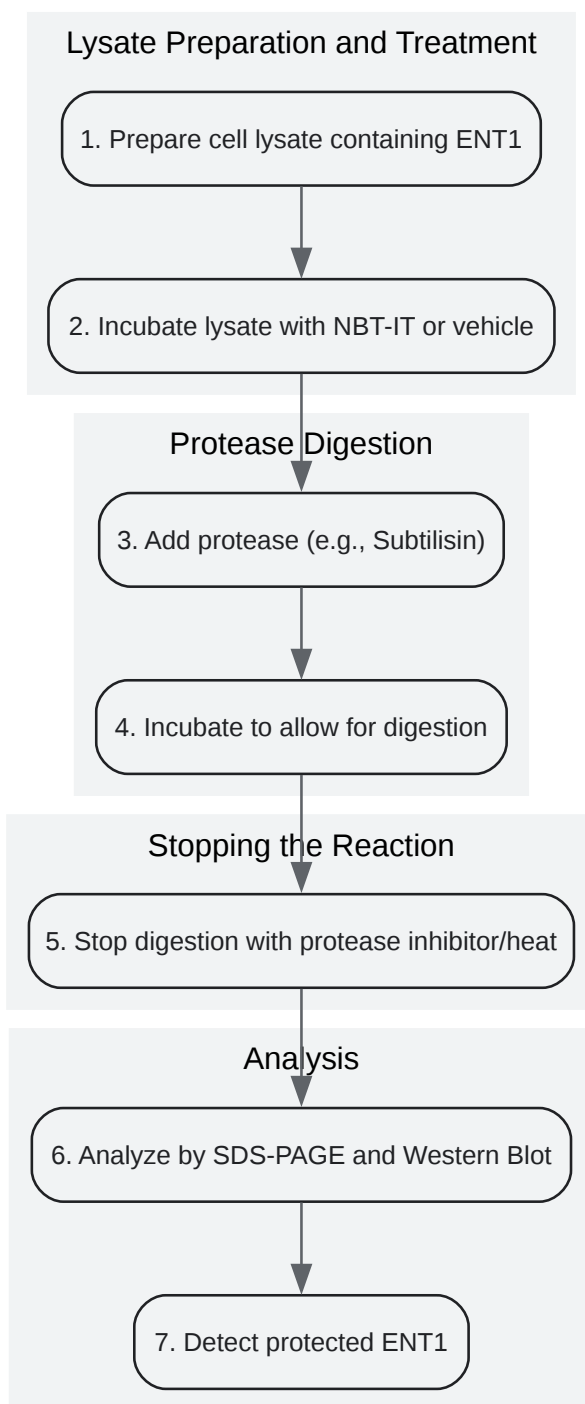 Lysate Preparation and Treatment
1. Prepare cell lysate containing ENT1
2. Incubate lysate with NBT-IT or vehicle
Protease Digestion
3. Add protease (e.g., Subtilisin)
4. Incubate to allow for digestion
Stopping the Reaction
5. Stop digestion with protease inhibitor/heat
Analysis
6. Analyze by SDS-PAGE and Western Blot
7. Detect protected ENT1